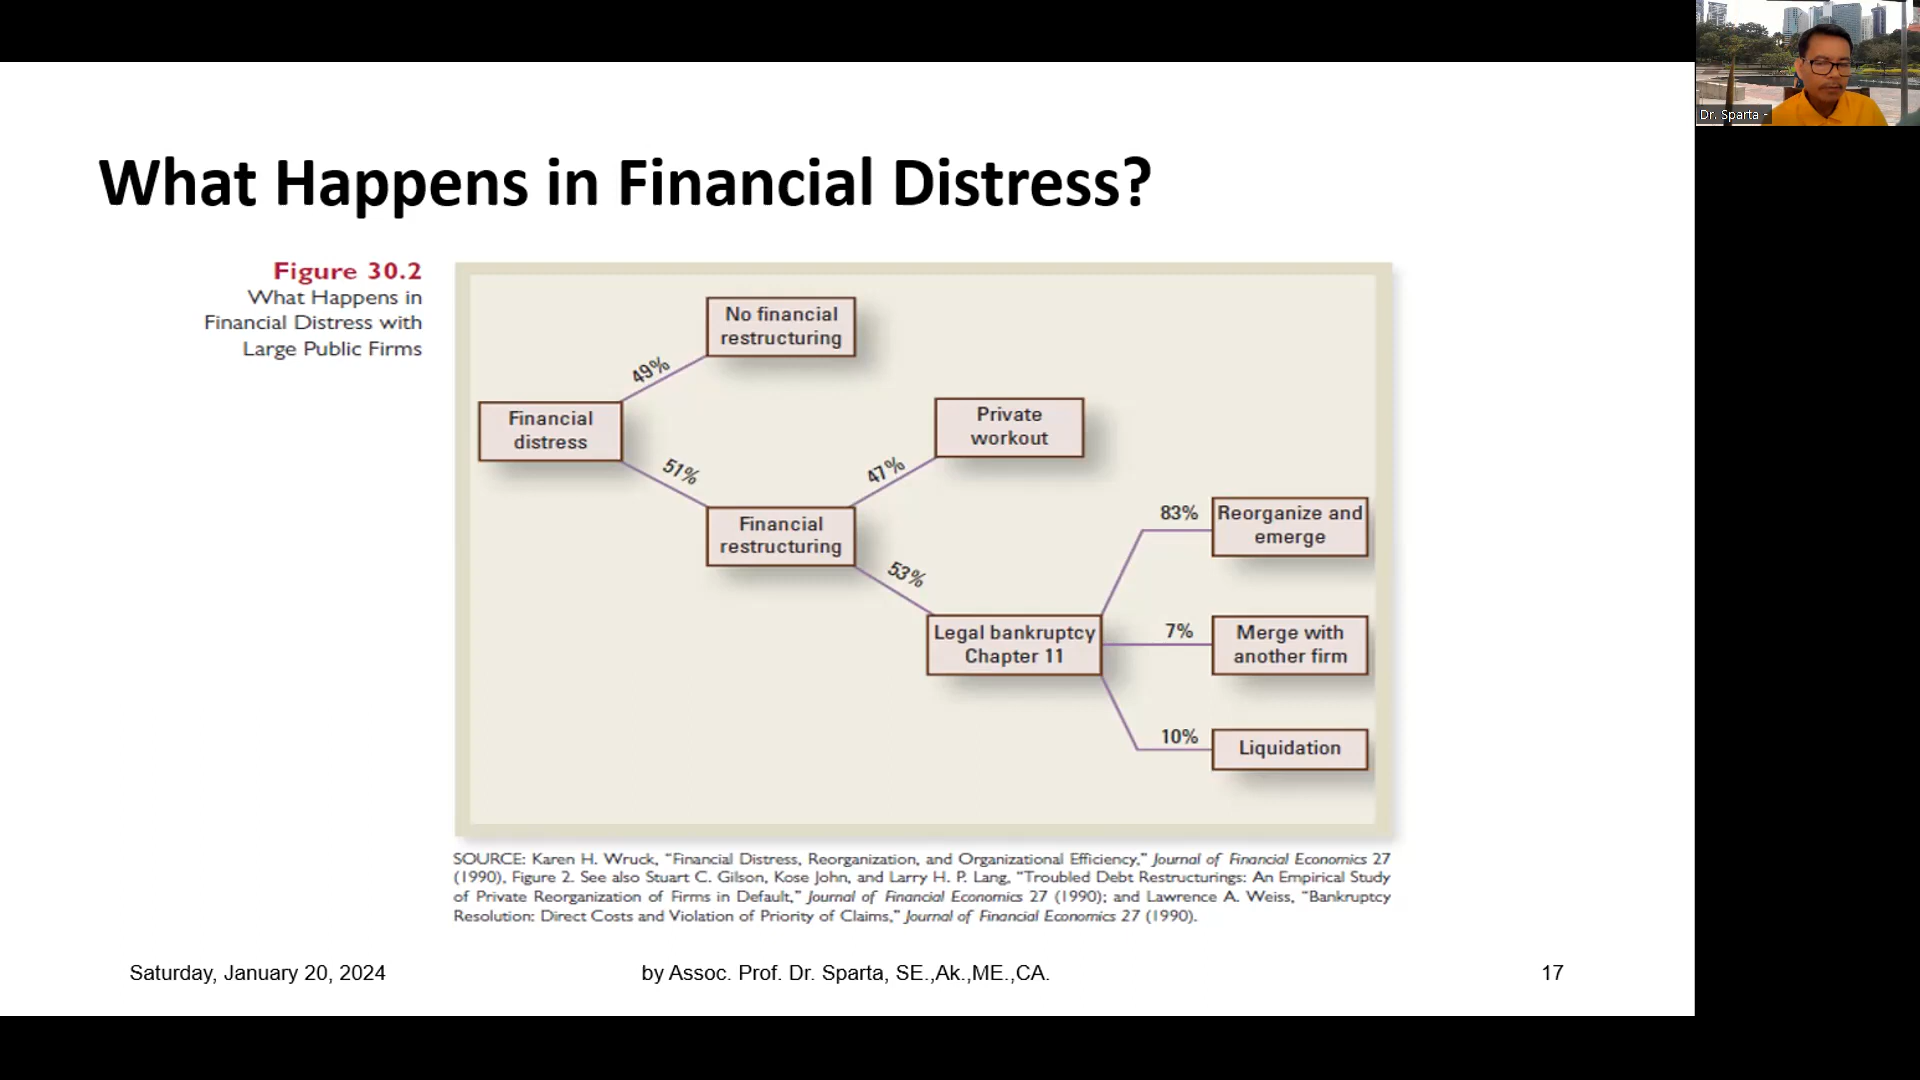 Dr. Sparta -
What Happens in Financial Distress?
Figure 30.2
What Happens in
Financial Distress with
Large Public Firms
No financial
restructuring
49%
Financial
distress
51%
Private
workout
47%
Financial
restructuring
53%
83%
Reorganize and
emerge
Legal bankruptcy
Chapter 11
7%
Merge with
another firm
10%
Liquidation
SOURCE: Karen H. Wruck, “Financial Distress, Reorganization, and Organizational Efficiency,” Journal of Financial Economics 27
(1990), Figure 2. See also Stuart C. Gilson, Kose John, and Larry H. P. Lang, “Troubled Debt Restructurings: An Empirical Study
of Private Reorganization of Firms in Default,” Journal of Financial Economics 27 (1990); and Lawrence A. Weiss, “Bankruptcy
Resolution: Direct Costs and Violation of Priority of Claims,” Journal of Financial Economics 27 (1990).
Saturday, January 20, 2024
by Assoc. Prof. Dr. Sparta, SE.,Ak.,ME.,CA.
17